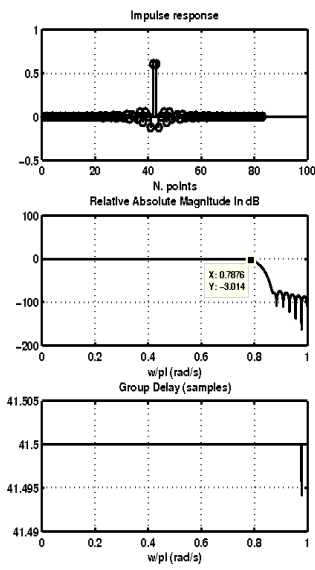 Impulse response
1
0.5
0
-0.5
0 20 40 60 80 100
N. points
Relative Absolute Magnitude in dB
100
0
-100
-200
X: 0.7876
Y: -3.014
0 0.2 0.4 0.6 0.8 1
w/pi (rad/s)
Group Delay (samples)
41.505
41.5
41.495
41.49
0 0.2 0.4 0.6 0.8 1
w/pi (rad/s)